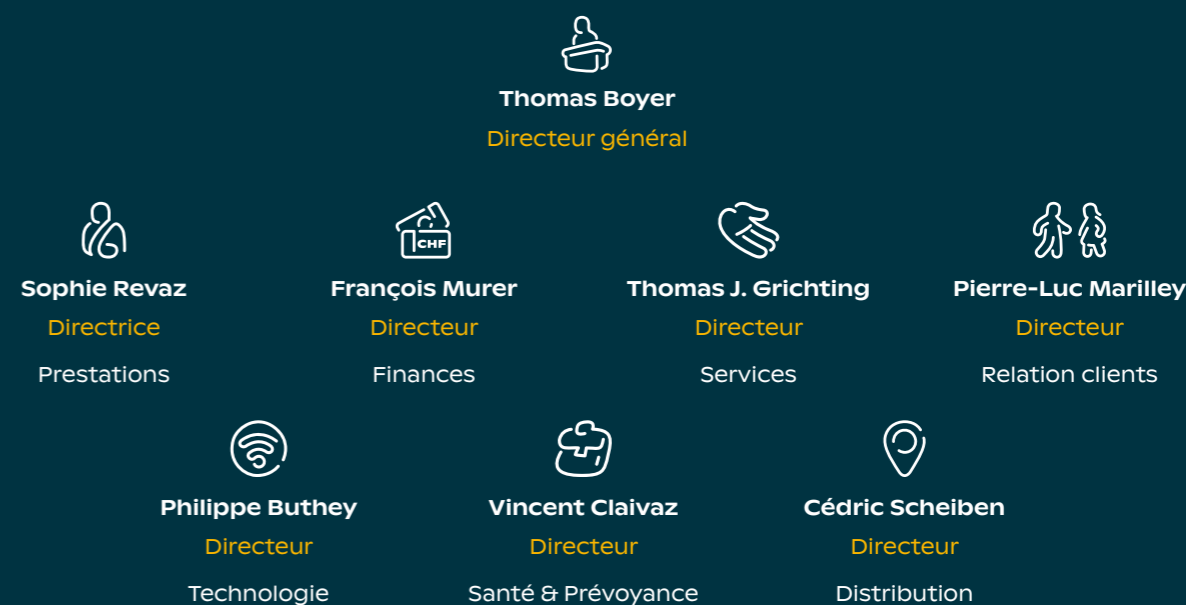 Thomas Boyer
Directeur général
CHF
Sophie Revaz
Directrice
Prestations
François Murer
Directeur
Finances
Thomas J. Grichting
Directeur
Services
Pierre-Luc Marilley
Directeur
Relation clients
Philippe Buthey
Directeur
Technologie
Vincent Claivaz
Directeur
Santé & Prévoyance
Cédric Scheiben
Directeur
Distribution